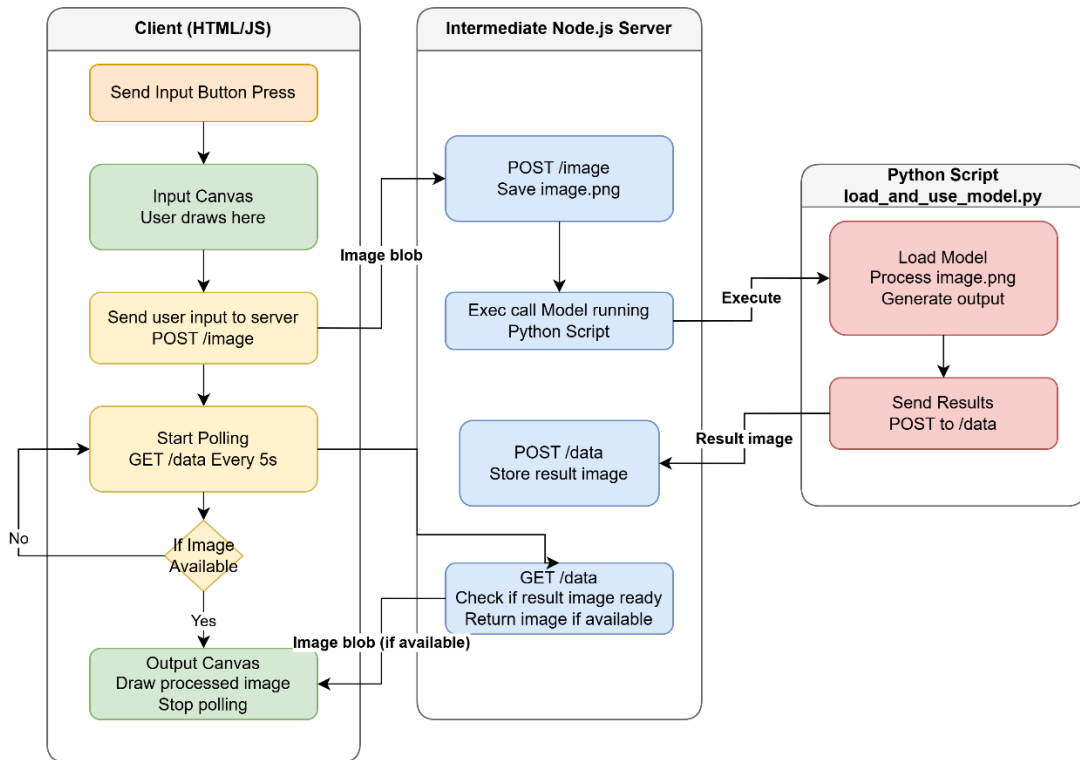 Client (HTML/JS)
Send Input Button Press
Input Canvas
User draws here
Send user input to server
POST /image
Start Polling
GET /data Every 5s
No
If Image
Available
Yes
Output Canvas
Draw processed image
Stop polling
Image blob
Image blob (if available)
Intermediate Node.js Server
POST /image
Save image.png
Exec call Model running
Python Script
POST /data
Store result image
GET /data
Check if result image ready
Return image if available
Execute
Result image
Python Script
load_and_use_model.py
Load Model
Process image.png
Generate output
Send Results
POST to /data